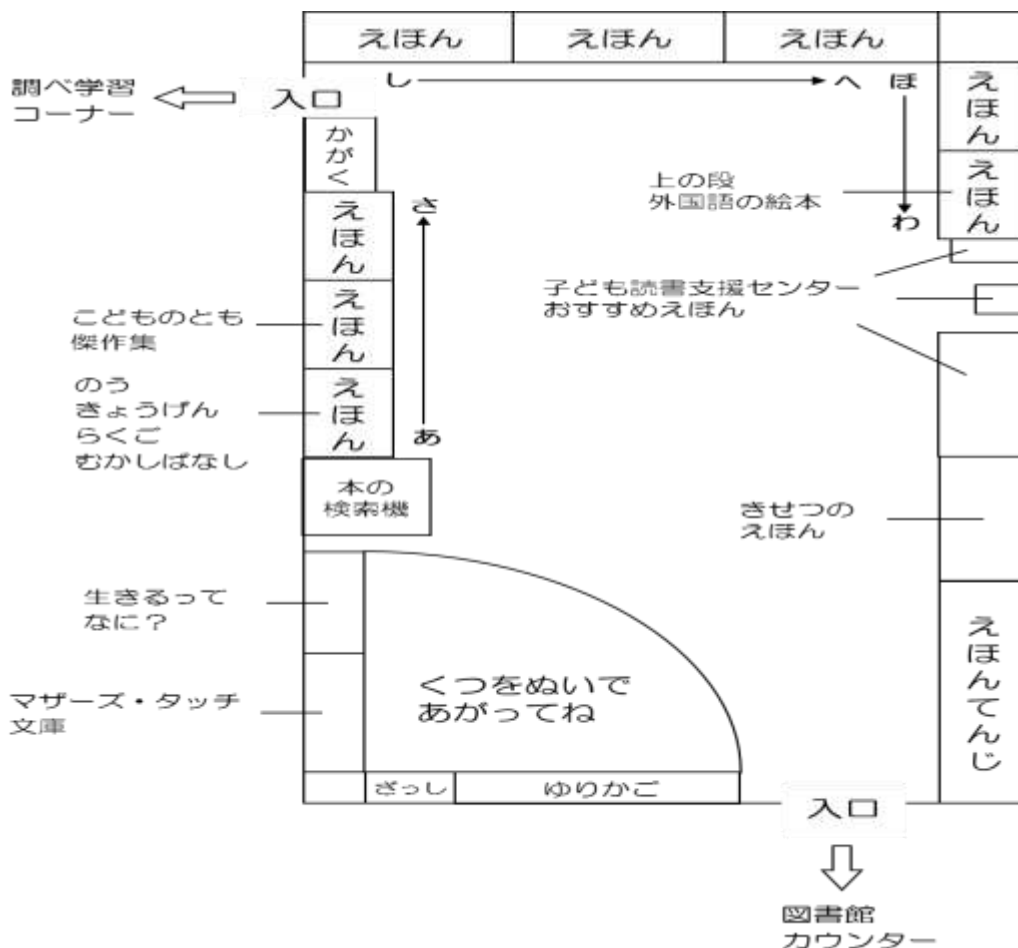 えほん
えほん
えほん
し
へ
ほ
調べ学習
コーナー
入口
えほん
かがく
上の段
外国語の絵本
えほん
わ
えほん
さ
子ども読書支援センター
おすすめえほん
こどものとも
傑作集
えほん
のう
きょうげん
らくご
むかしばなし
えほん
あ
本の
検索機
きせつの
えほん
生きるって
なに？
えほんてんじ
くつをぬいで
あがってね
マザーズ・タッチ
文庫
ざっし
ゆりかご
入口
図書館
カウンター